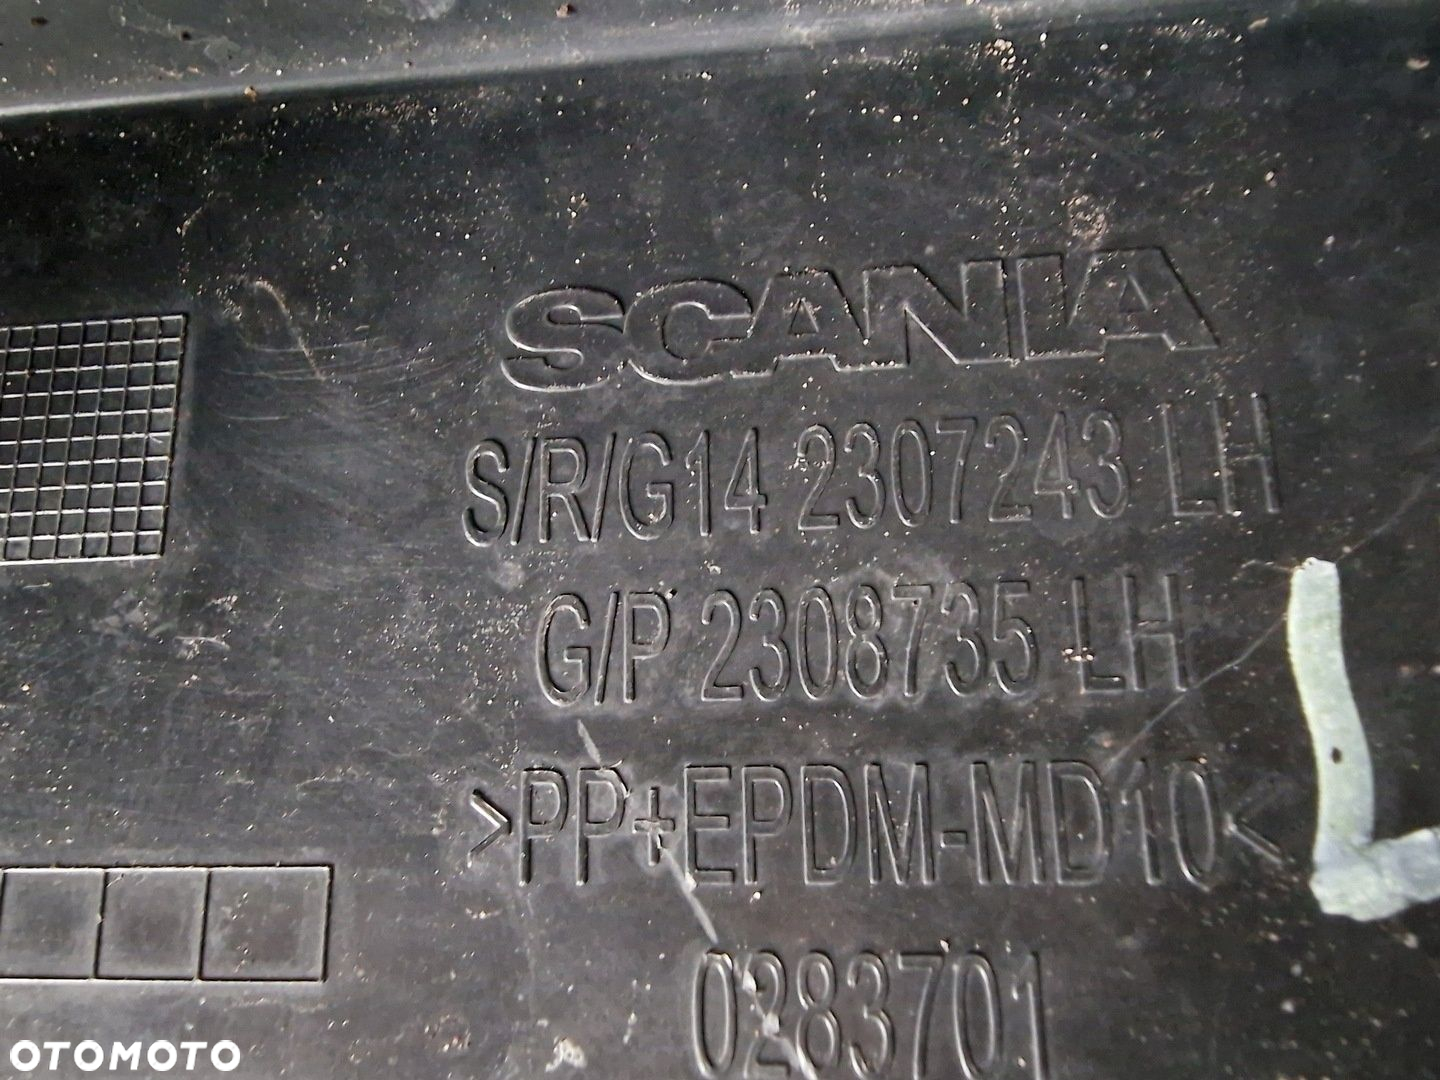 SCANIA
S/R/G14 2307243 LH
G/P 2308735 LH
>PP+EPDM-MD10<
0283701
L
OTOMOTO